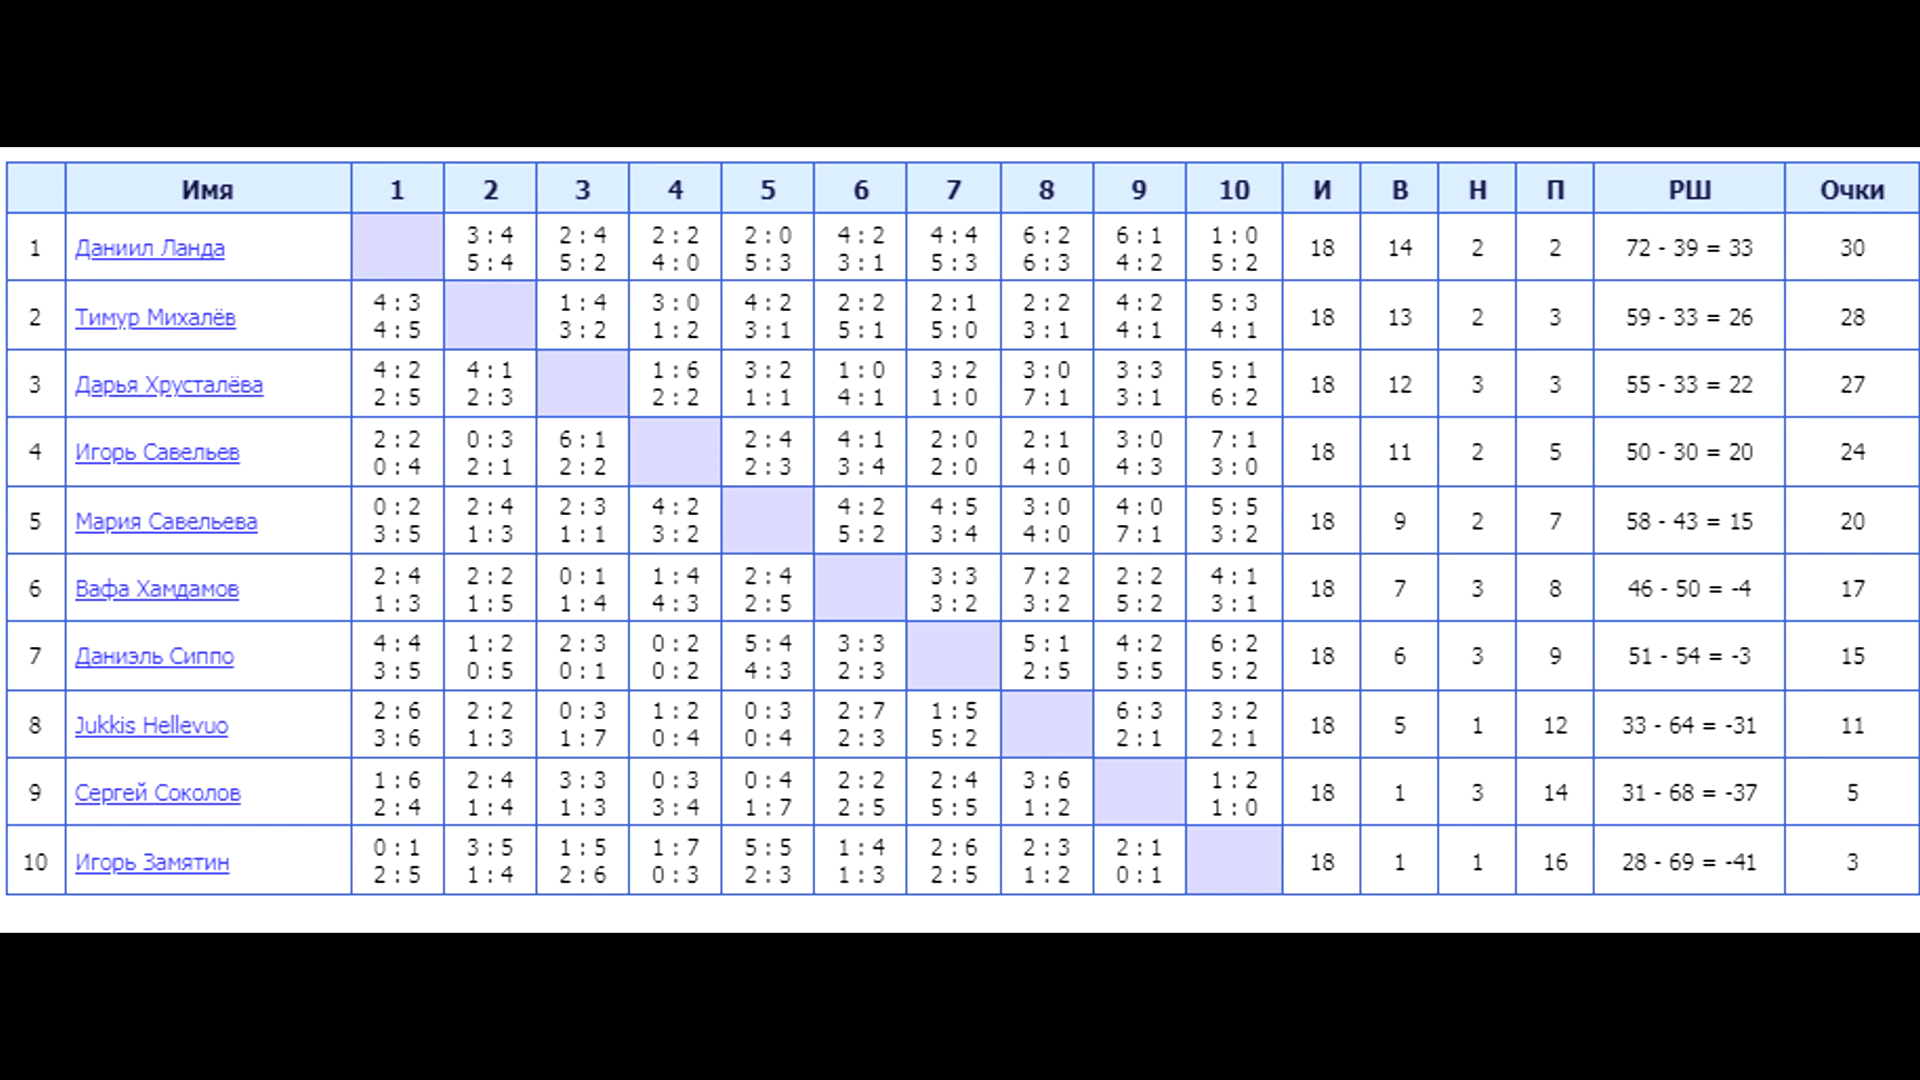 Имя 1 2 3 4 5 6 7 8 9 10 И В Н П РШ Очки
1 Даниил Ланда 3 : 4 2 : 4 2 : 2 2 : 0 4 : 2 4 : 4 6 : 2 6 : 1 1 : 0 18 14 2 2 72 - 39 = 33 30
5 : 4 5 : 2 4 : 0 5 : 3 3 : 1 5 : 3 6 : 3 4 : 2 5 : 2
2 Тимур Михалёв 4 : 3 1 : 4 3 : 0 4 : 2 2 : 2 2 : 1 2 : 2 4 : 2 5 : 3 18 13 2 3 59 - 33 = 26 28
4 : 5 3 : 2 1 : 2 3 : 1 5 : 1 5 : 0 3 : 1 4 : 1 4 : 1
3 Дарья Хрусталёва 4 : 2 4 : 1 1 : 6 3 : 2 1 : 0 3 : 2 3 : 0 3 : 3 5 : 1 18 12 3 3 55 - 33 = 22 27
2 : 5 2 : 3 2 : 2 1 : 1 4 : 1 1 : 0 7 : 1 3 : 1 6 : 2
4 Игорь Савельев 2 : 2 0 : 3 6 : 1 2 : 4 4 : 1 2 : 0 2 : 1 3 : 0 7 : 1 18 11 2 5 50 - 30 = 20 24
0 : 4 2 : 1 2 : 2 2 : 3 3 : 4 2 : 0 4 : 0 4 : 3 3 : 0
5 Мария Савельева 0 : 2 2 : 4 2 : 3 4 : 2 4 : 2 4 : 5 3 : 0 4 : 0 5 : 5 18 9 2 7 58 - 43 = 15 20
3 : 5 1 : 3 1 : 1 3 : 2 5 : 2 3 : 4 4 : 0 7 : 1 3 : 2
6 Вафа Хамдамов 2 : 4 2 : 2 0 : 1 1 : 4 2 : 4 3 : 3 7 : 2 2 : 2 4 : 1 18 7 3 8 46 - 50 = -4 17
1 : 3 1 : 5 1 : 4 4 : 3 2 : 5 3 : 2 3 : 2 5 : 2 3 : 1
7 Даниэль Сиппо 4 : 4 1 : 2 2 : 3 0 : 2 5 : 4 3 : 3 5 : 1 4 : 2 6 : 2 18 6 3 9 51 - 54 = -3 15
3 : 5 0 : 5 0 : 1 0 : 2 4 : 3 2 : 3 2 : 5 5 : 5 5 : 2
8 Jukkis Hellevuo 2 : 6 2 : 2 0 : 3 1 : 2 0 : 3 2 : 7 1 : 5 6 : 3 3 : 2 18 5 1 12 33 - 64 = -31 11
3 : 6 1 : 3 1 : 7 0 : 4 0 : 4 2 : 3 5 : 2 2 : 1 2 : 1
9 Сергей Соколов 1 : 6 2 : 4 3 : 3 0 : 3 0 : 4 2 : 2 2 : 4 3 : 6 1 : 2 18 1 3 14 31 - 68 = -37 5
2 : 4 1 : 4 1 : 3 3 : 4 1 : 7 2 : 5 5 : 5 1 : 2 1 : 0
10 Игорь Замятин 0 : 1 3 : 5 1 : 5 1 : 7 5 : 5 1 : 4 2 : 6 2 : 3 2 : 1 18 1 1 16 28 - 69 = -41 3
2 : 5 1 : 4 2 : 6 0 : 3 2 : 3 1 : 3 2 : 5 1 : 2 0 : 1